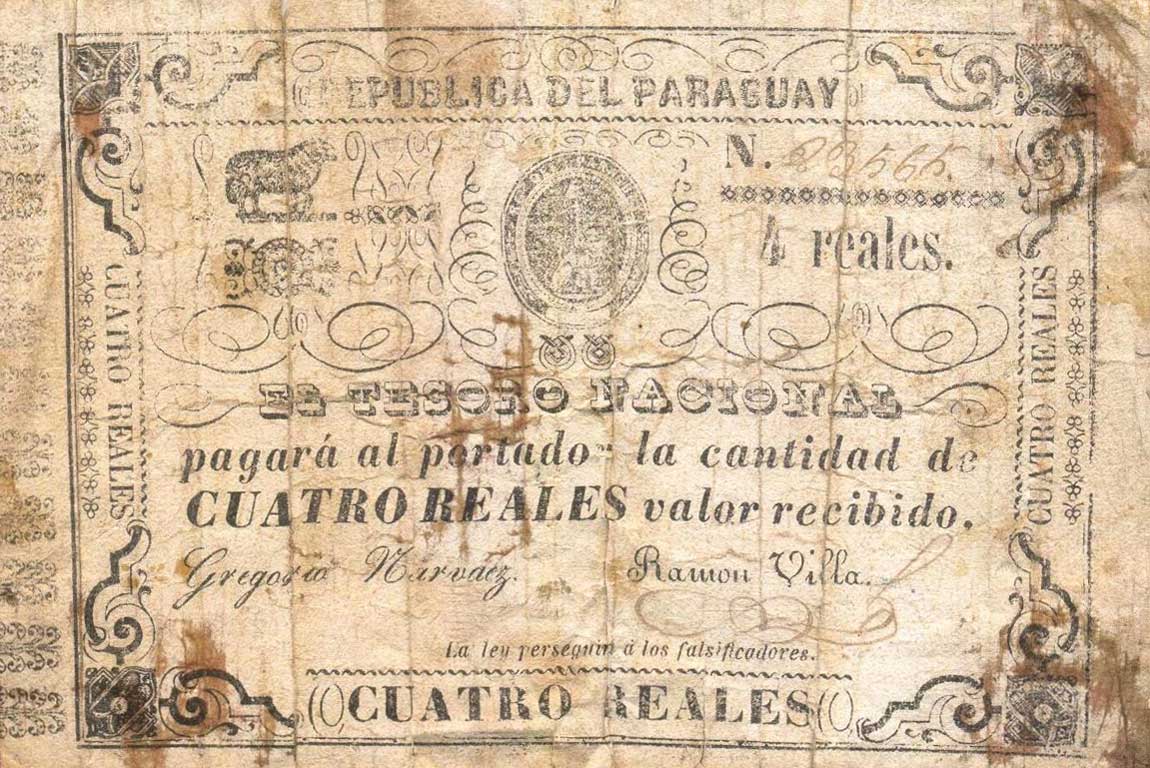 REPUBLICA DEL PARAGUAY
N. 23565.
4 reales.
CUATRO REALES
CUATRO REALES
EL TESORO NACIONAL
pagará al portador la cantidad de
CUATRO REALES valor recibido.
Gregorio Narváez. Ramon Villa.
La ley perseguirá á los falsificadores.
CUATRO REALES